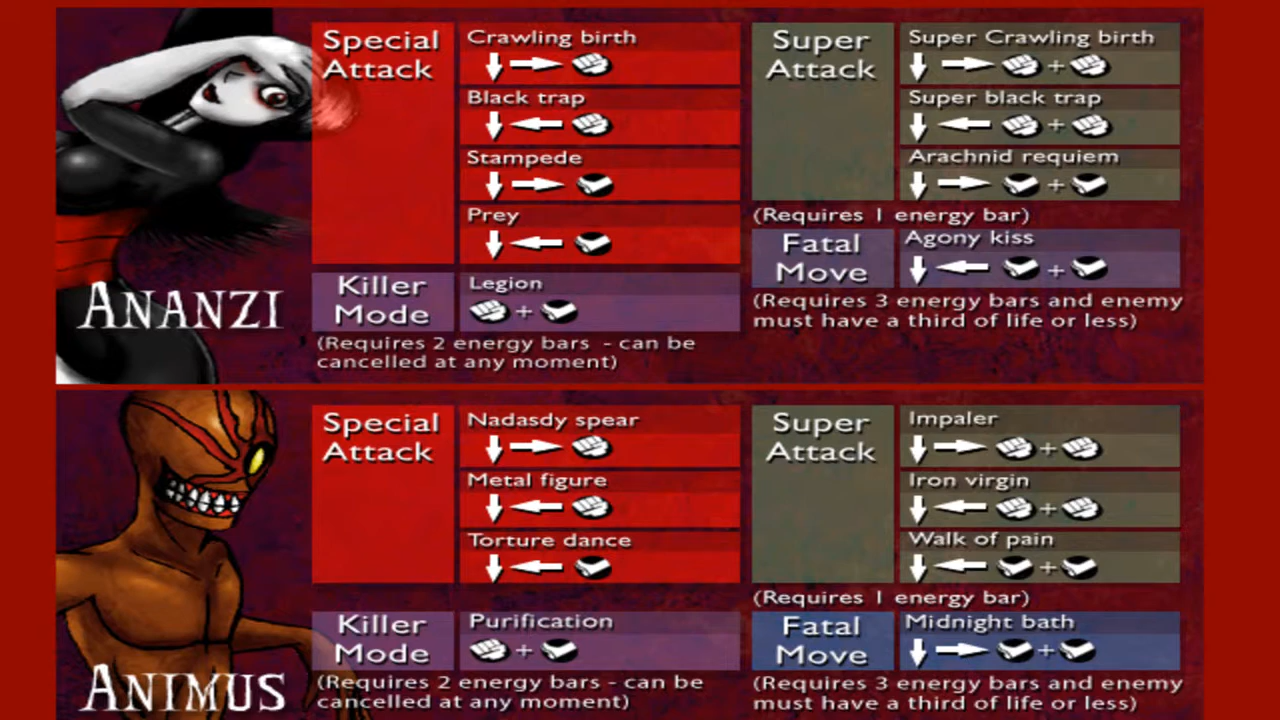 Special
Attack
Crawling birth
Black trap
Stampede
Prey
Killer
Mode
Legion
+
(Requires 2 energy bars - can be
cancelled at any moment)
Super
Attack
Super Crawling birth
+
Super black trap
+
Arachnid requiem
+
(Requires 1 energy bar)
Fatal
Move
Agony kiss
+
(Requires 3 energy bars and enemy
must have a third of life or less)
ANANZI
Special
Attack
Nadasdy spear
Metal figure
Torture dance
Killer
Mode
Purification
+
(Requires 2 energy bars - can be
cancelled at any moment)
Super
Attack
Impaler
+
Iron virgin
+
Walk of pain
+
(Requires 1 energy bar)
Fatal
Move
Midnight bath
+
(Requires 3 energy bars and enemy
must have a third of life or less)
ANIMUS